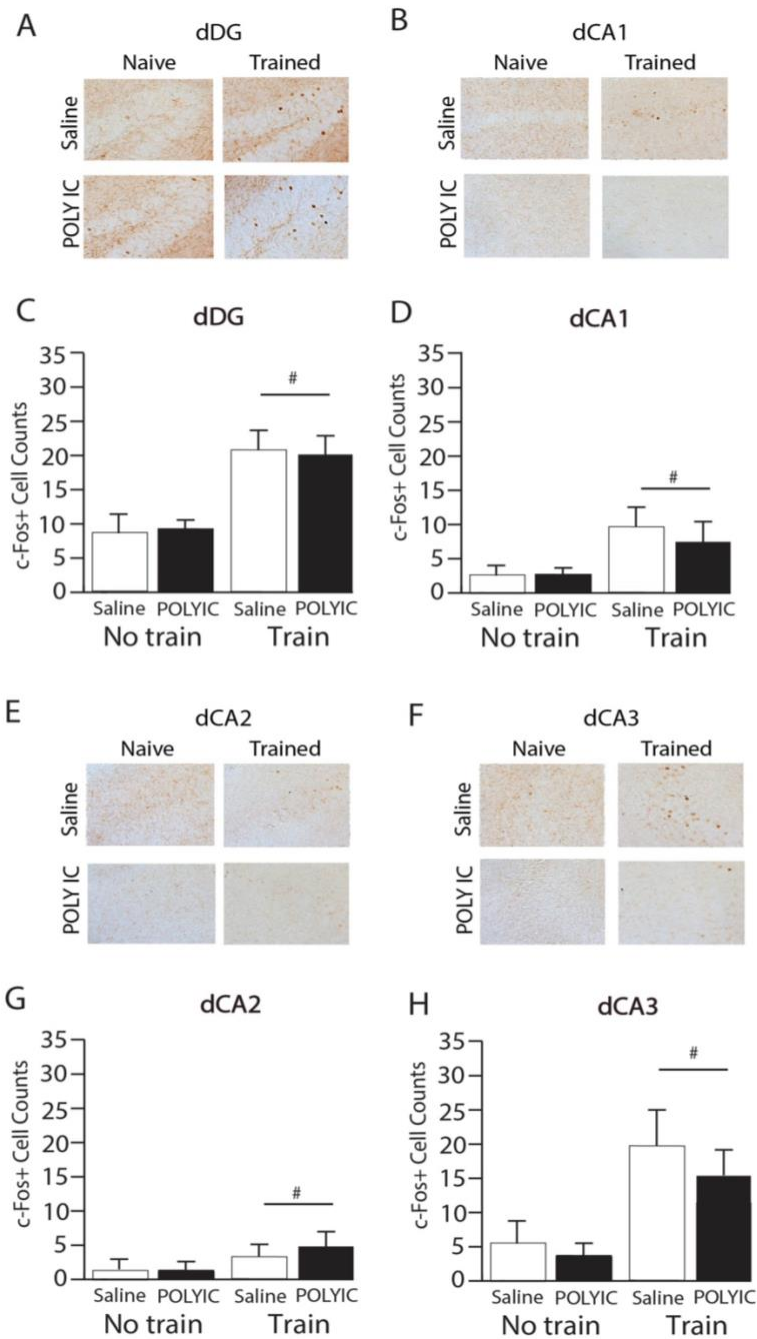 A
dDG
Naive Trained
Saline
POLY IC
B
dCA1
Naive Trained
Saline
POLY IC
C
dDG
c-Fos+ Cell Counts
35
30
25
20
15
10
5
0
#
Saline POLYIC Saline POLYIC
No train Train
D
dCA1
c-Fos+ Cell Counts
35
30
25
20
15
10
5
0
#
Saline POLYIC Saline POLYIC
No train Train
E
dCA2
Naive Trained
Saline
POLY IC
F
dCA3
Naive Trained
Saline
POLY IC
G
dCA2
c-Fos+ Cell Counts
35
30
25
20
15
10
5
0
#
Saline POLYIC Saline POLYIC
No train Train
H
dCA3
c-Fos+ Cell Counts
35
30
25
20
15
10
5
0
#
Saline POLYIC Saline POLYIC
No train Train